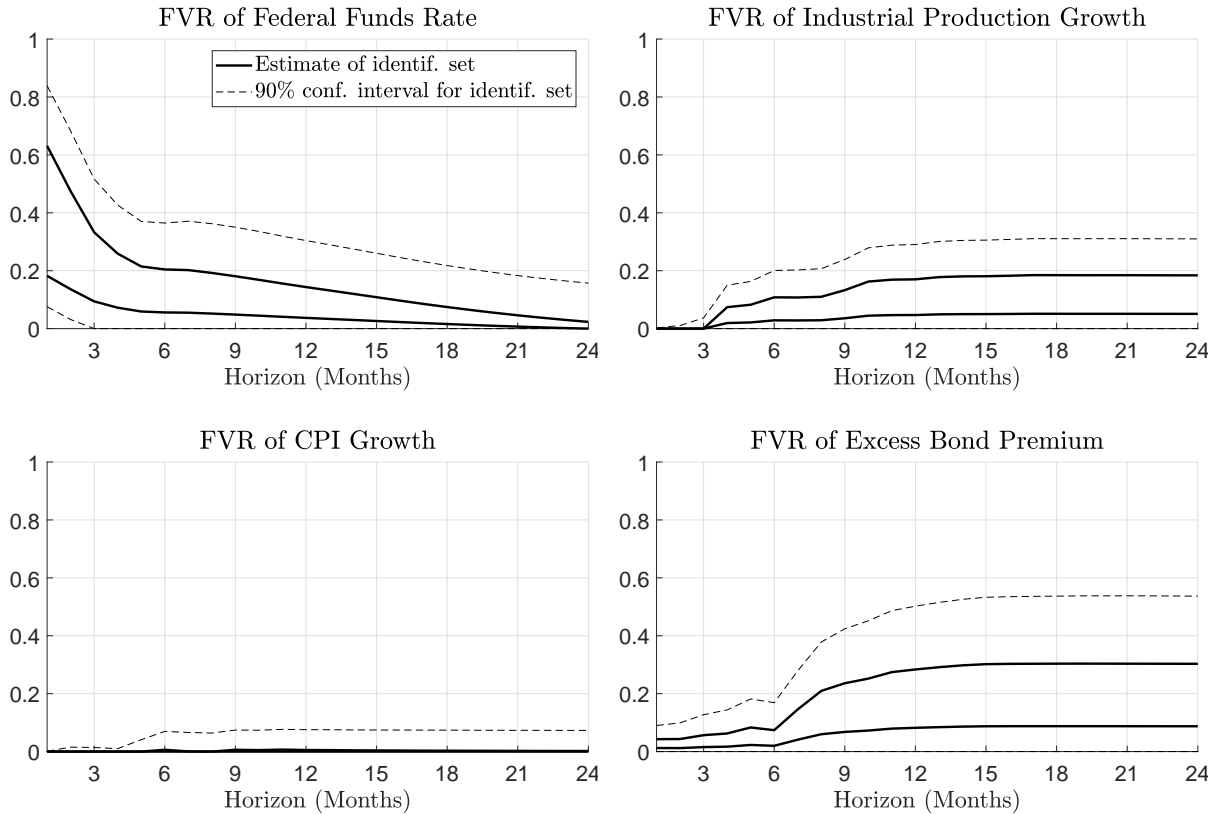 FVR of Federal Funds Rate
1
0.8
0.6
0.4
0.2
0
Estimate of identif. set
90% conf. interval for identif. set
3 6 9 12 15 18 21 24
Horizon (Months)
FVR of Industrial Production Growth
1
0.8
0.6
0.4
0.2
0
3 6 9 12 15 18 21 24
Horizon (Months)
FVR of CPI Growth
1
0.8
0.6
0.4
0.2
0
3 6 9 12 15 18 21 24
Horizon (Months)
FVR of Excess Bond Premium
1
0.8
0.6
0.4
0.2
0
3 6 9 12 15 18 21 24
Horizon (Months)